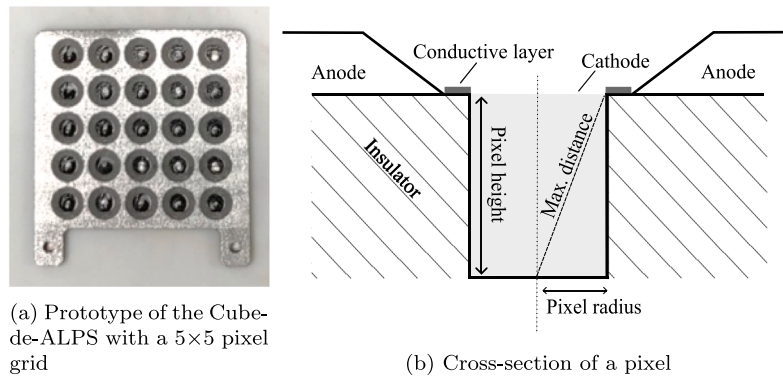 Conductive layer
Cathode
Anode
Anode
Insulator
Pixel height
Max. distance
Pixel radius
(a) Prototype of the Cube-
de-ALPS with a 5×5 pixel
grid
(b) Cross-section of a pixel